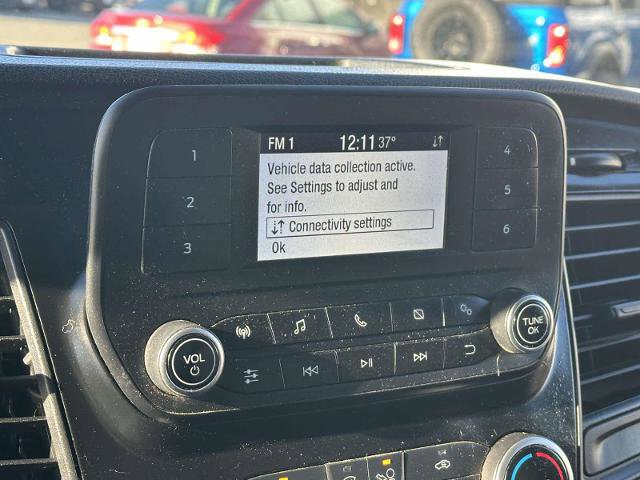 FM 1 12:11 37°
Vehicle data collection active.
See Settings to adjust and
for info.
Connectivity settings
Ok
1
2
3
4
5
6
VOL
TUNE
OK